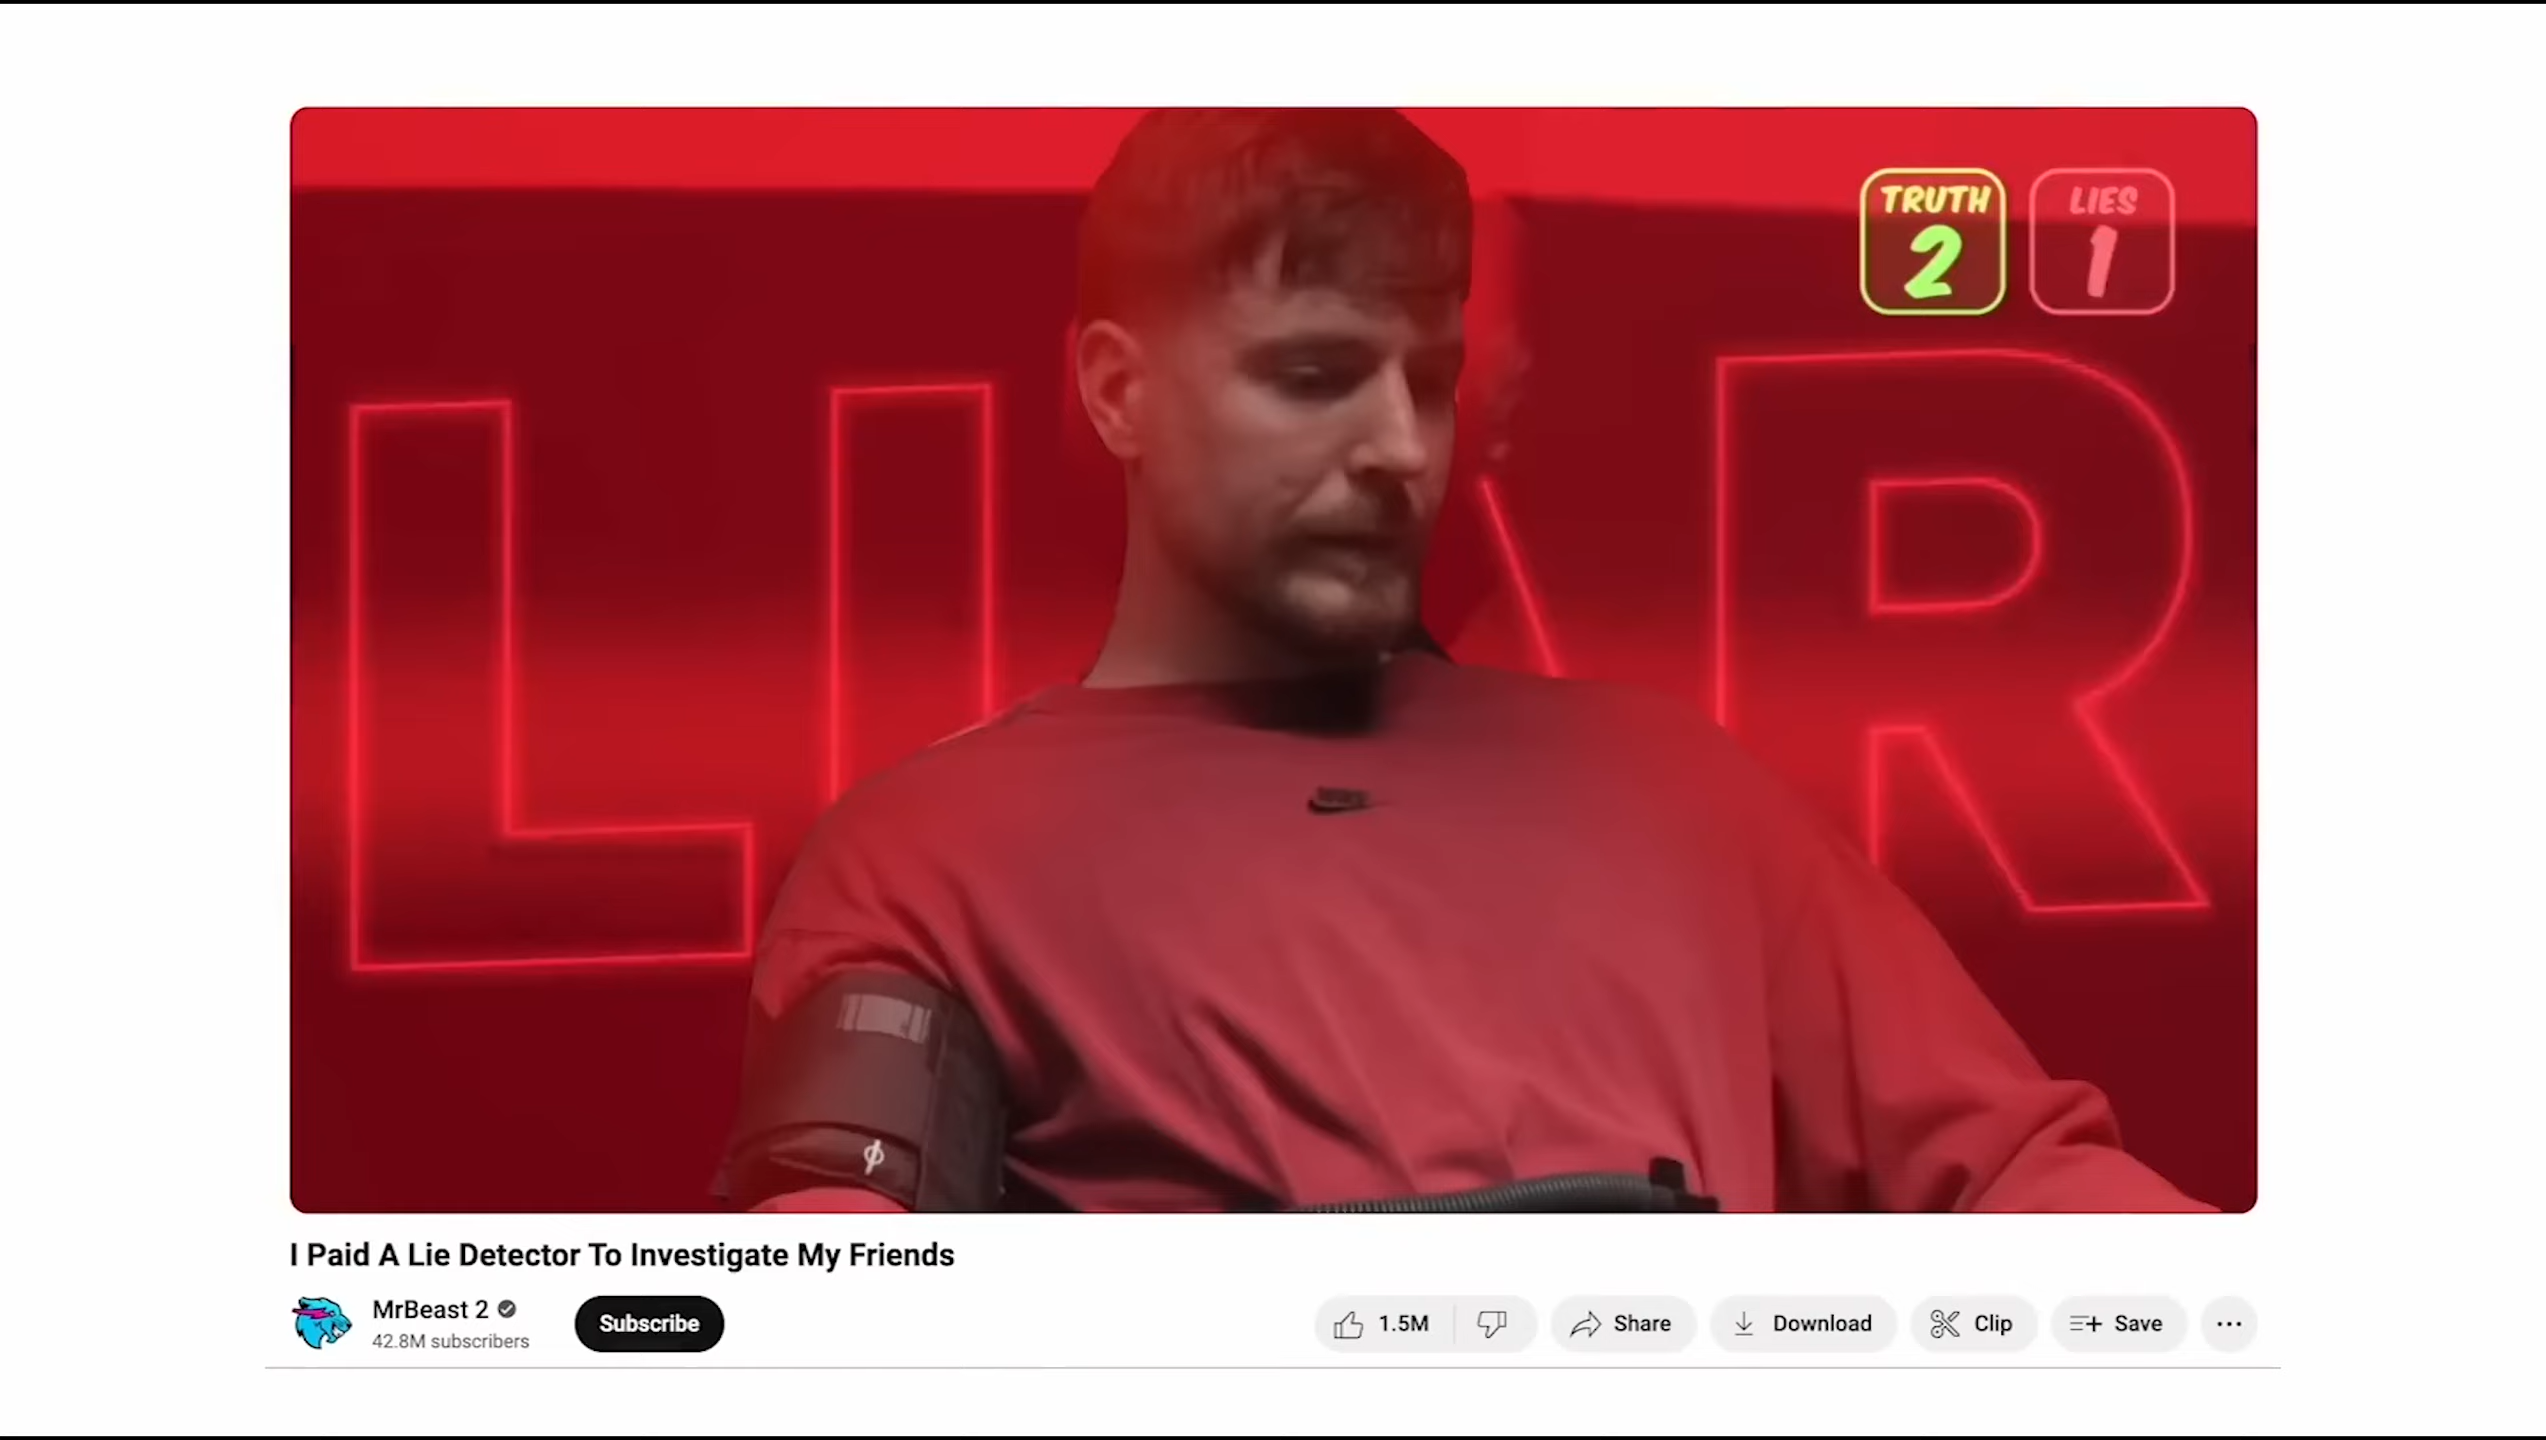 TRUTH LIES
2 1
LIAR
I Paid A Lie Detector To Investigate My Friends
MrBeast 2
42.8M subscribers
Subscribe
1.5M
Share
Download
Clip
Save